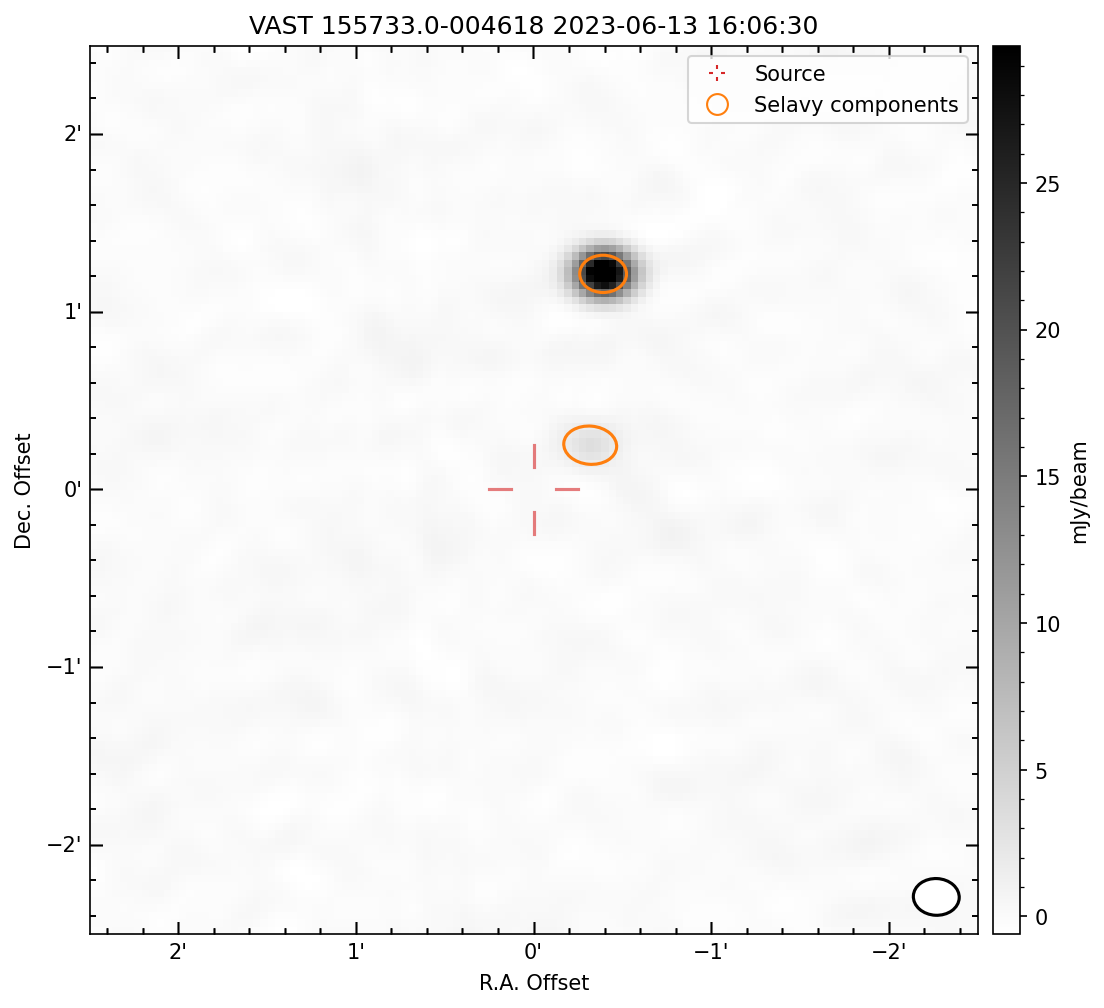 VAST 155733.0-004618 2023-06-13 16:06:30
Source
Selavy components
2'
1'
0'
−1'
−2'
Dec. Offset
2'
1'
0'
−1'
−2'
R.A. Offset
25
20
15
10
5
0
mJy/beam